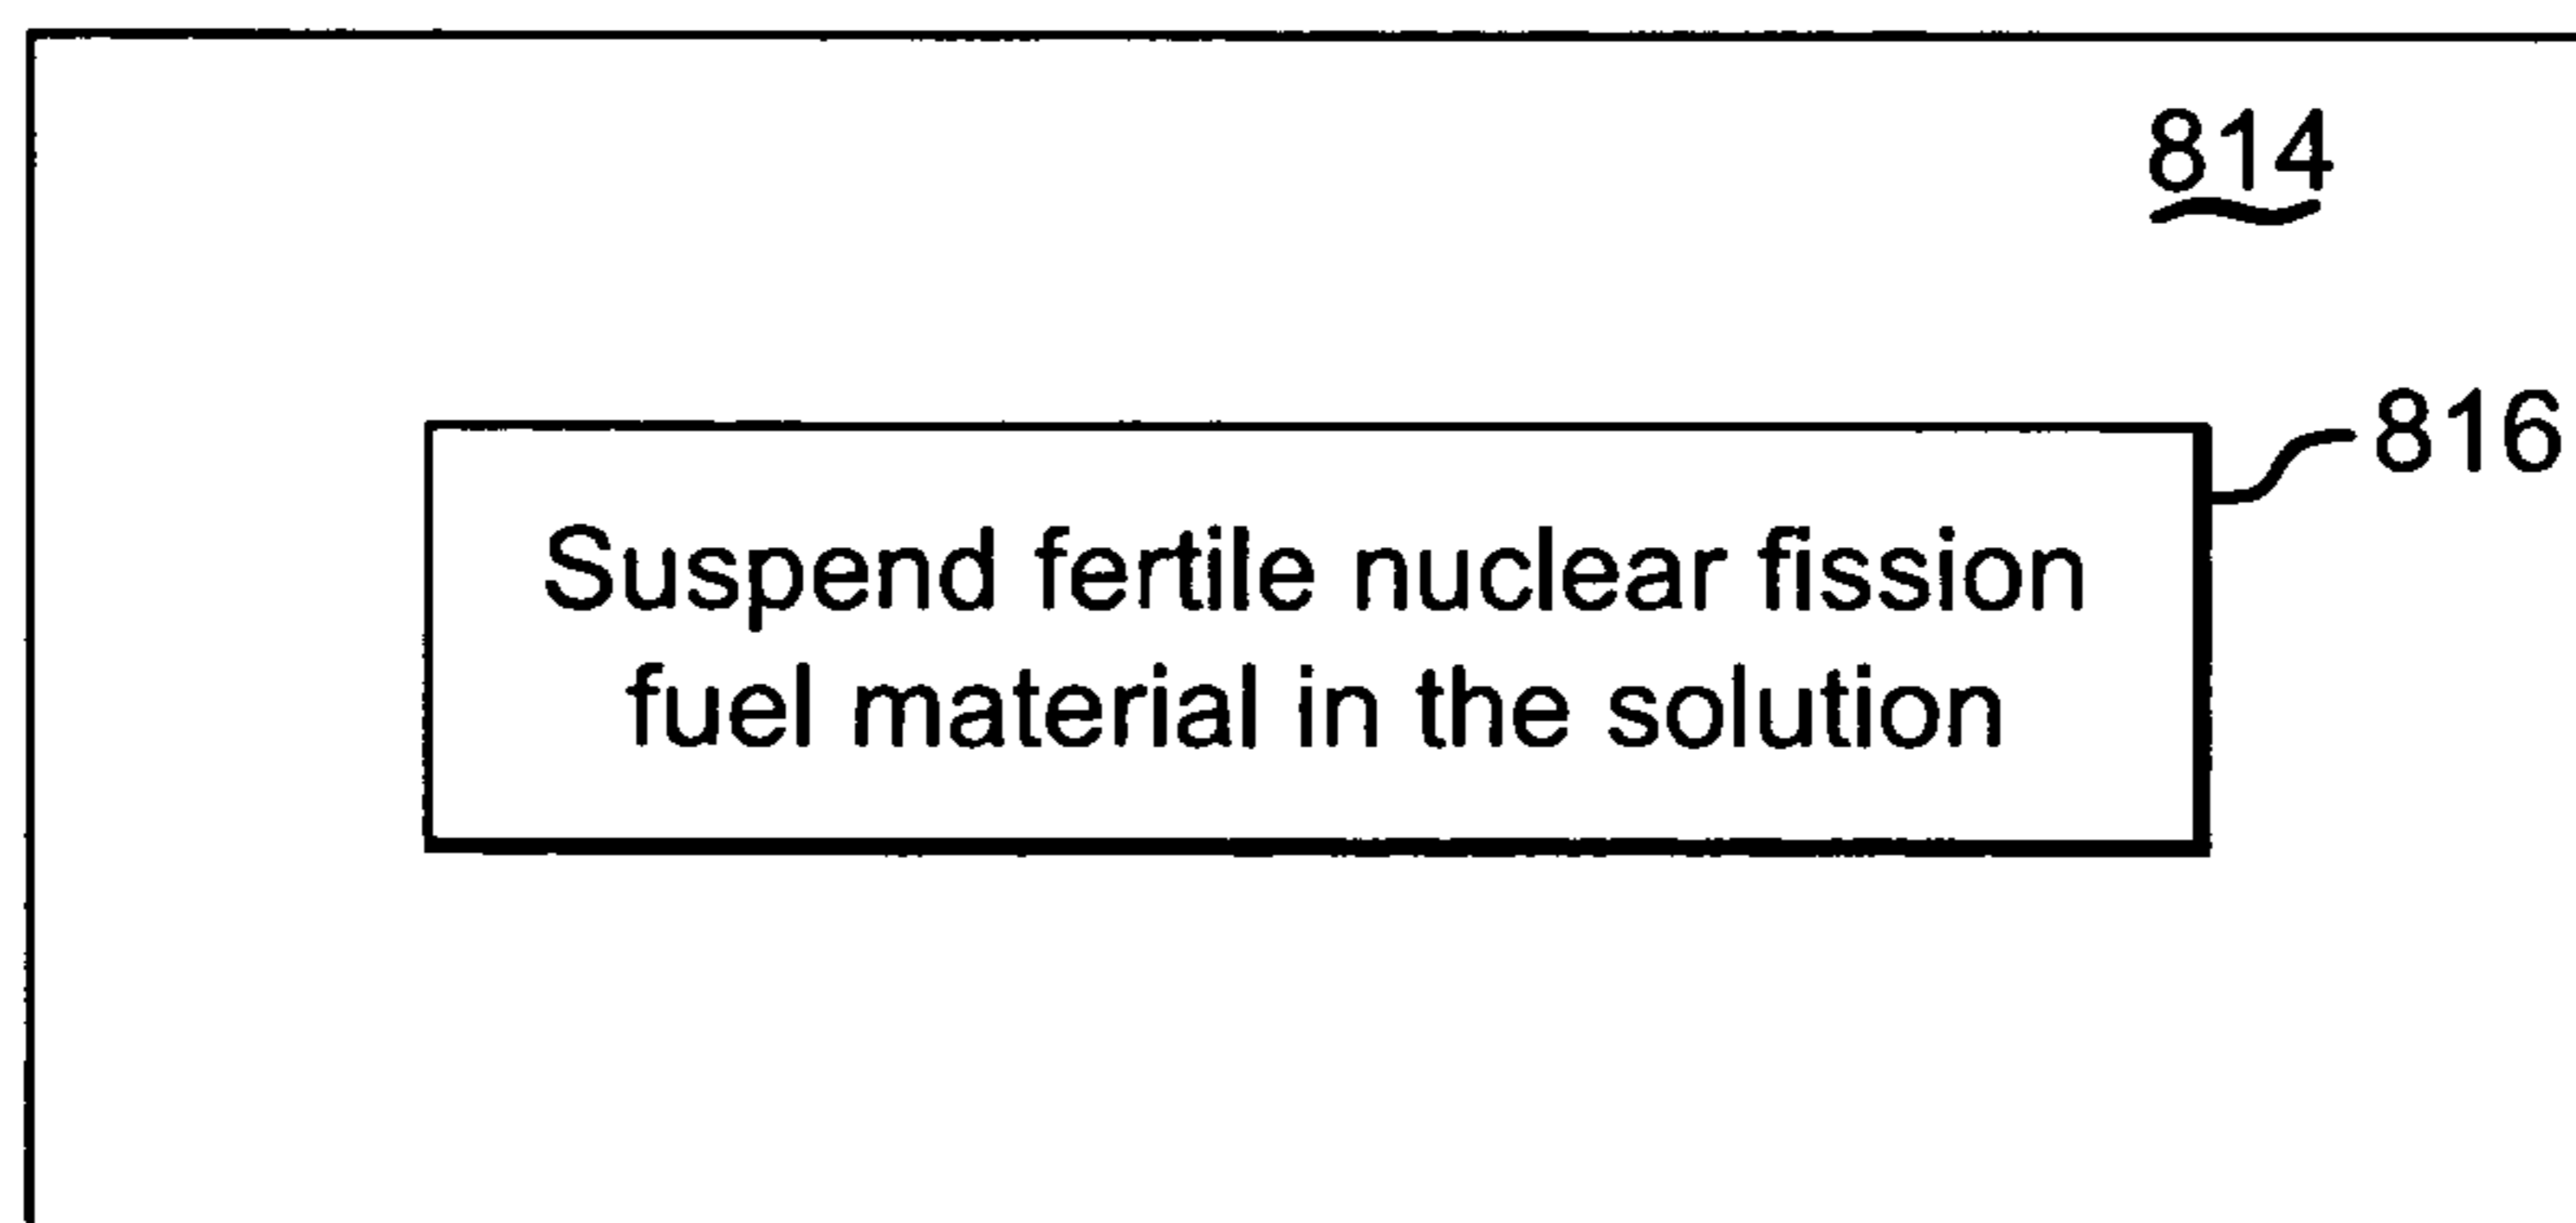 814
816
Suspend fertile nuclear fission
fuel material in the solution